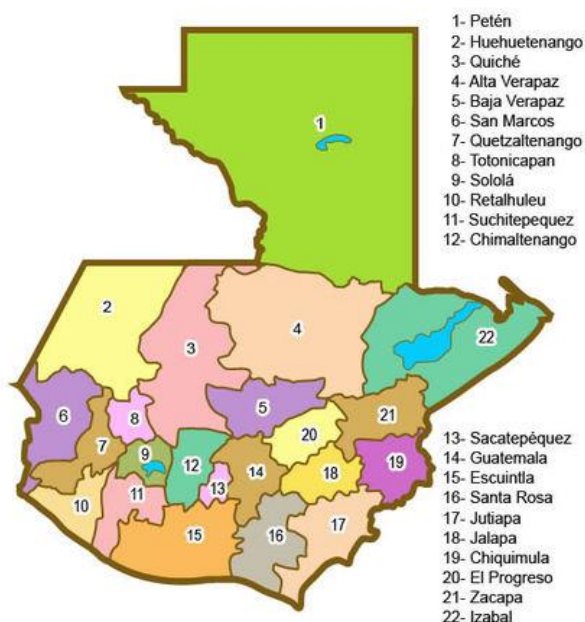 1- Petén
2- Huehuetenango
3- Quiché
4- Alta Verapaz
5- Baja Verapaz
6- San Marcos
7- Quetzaltenango
8- Totonicapan
9- Sololá
10- Retalhuleu
11- Suchitepequez
12- Chimaltenango
13- Sacatepéquez
14- Guatemala
15- Escuintla
16- Santa Rosa
17- Jutiapa
18- Jalapa
19- Chiquimula
20- El Progreso
21- Zacapa
22- Izabal
1
2
3
4
22
6
7
8
5
21
20
9
12
14
18
19
13
10
11
15
16
17